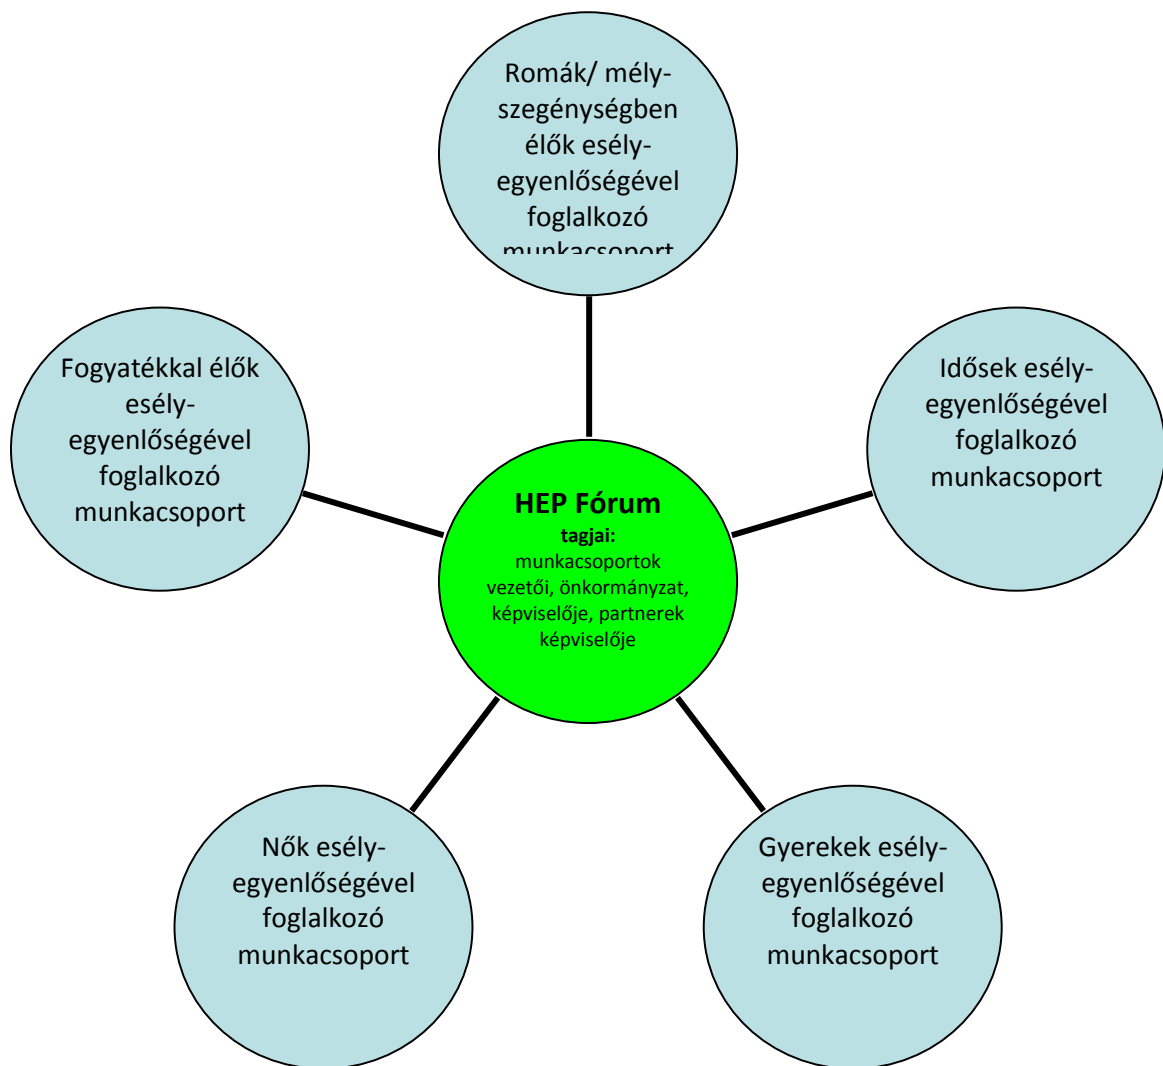 Romák/ mély-
szegénységben
élők esély-
egyenlőségével
foglalkozó
munkacsoport
Fogyatékkal élők
esély-
egyenlőségével
foglalkozó
munkacsoport
Idősek esély-
egyenlőségével
foglalkozó
munkacsoport
HEP Fórum
tagjai:
munkacsoportok
vezetői, önkormányzat,
képviselője, partnerek
képviselője
Nők esély-
egyenlőségével
foglalkozó
munkacsoport
Gyerekek esély-
egyenlőségével
foglalkozó
munkacsoport